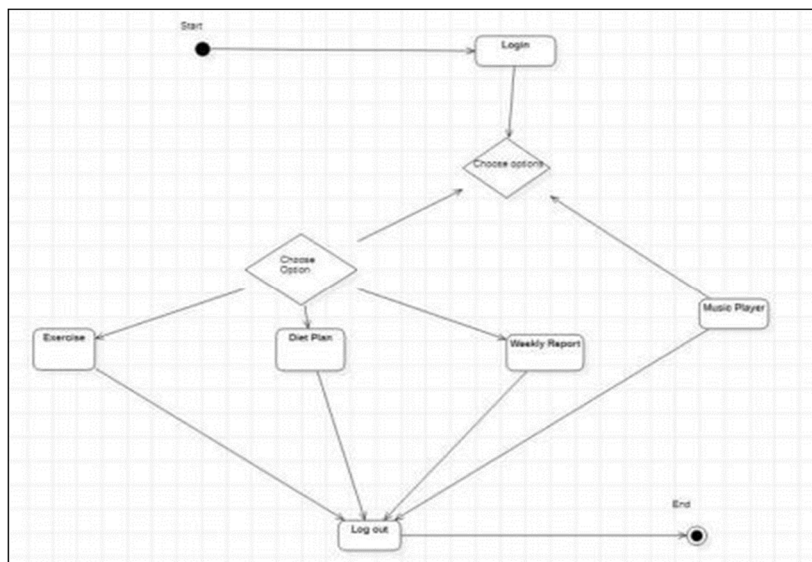 Start
Login
Choose options
Choose
Option
Music Player
Exercise
Diet Plan
Weekly Report
End
Log out